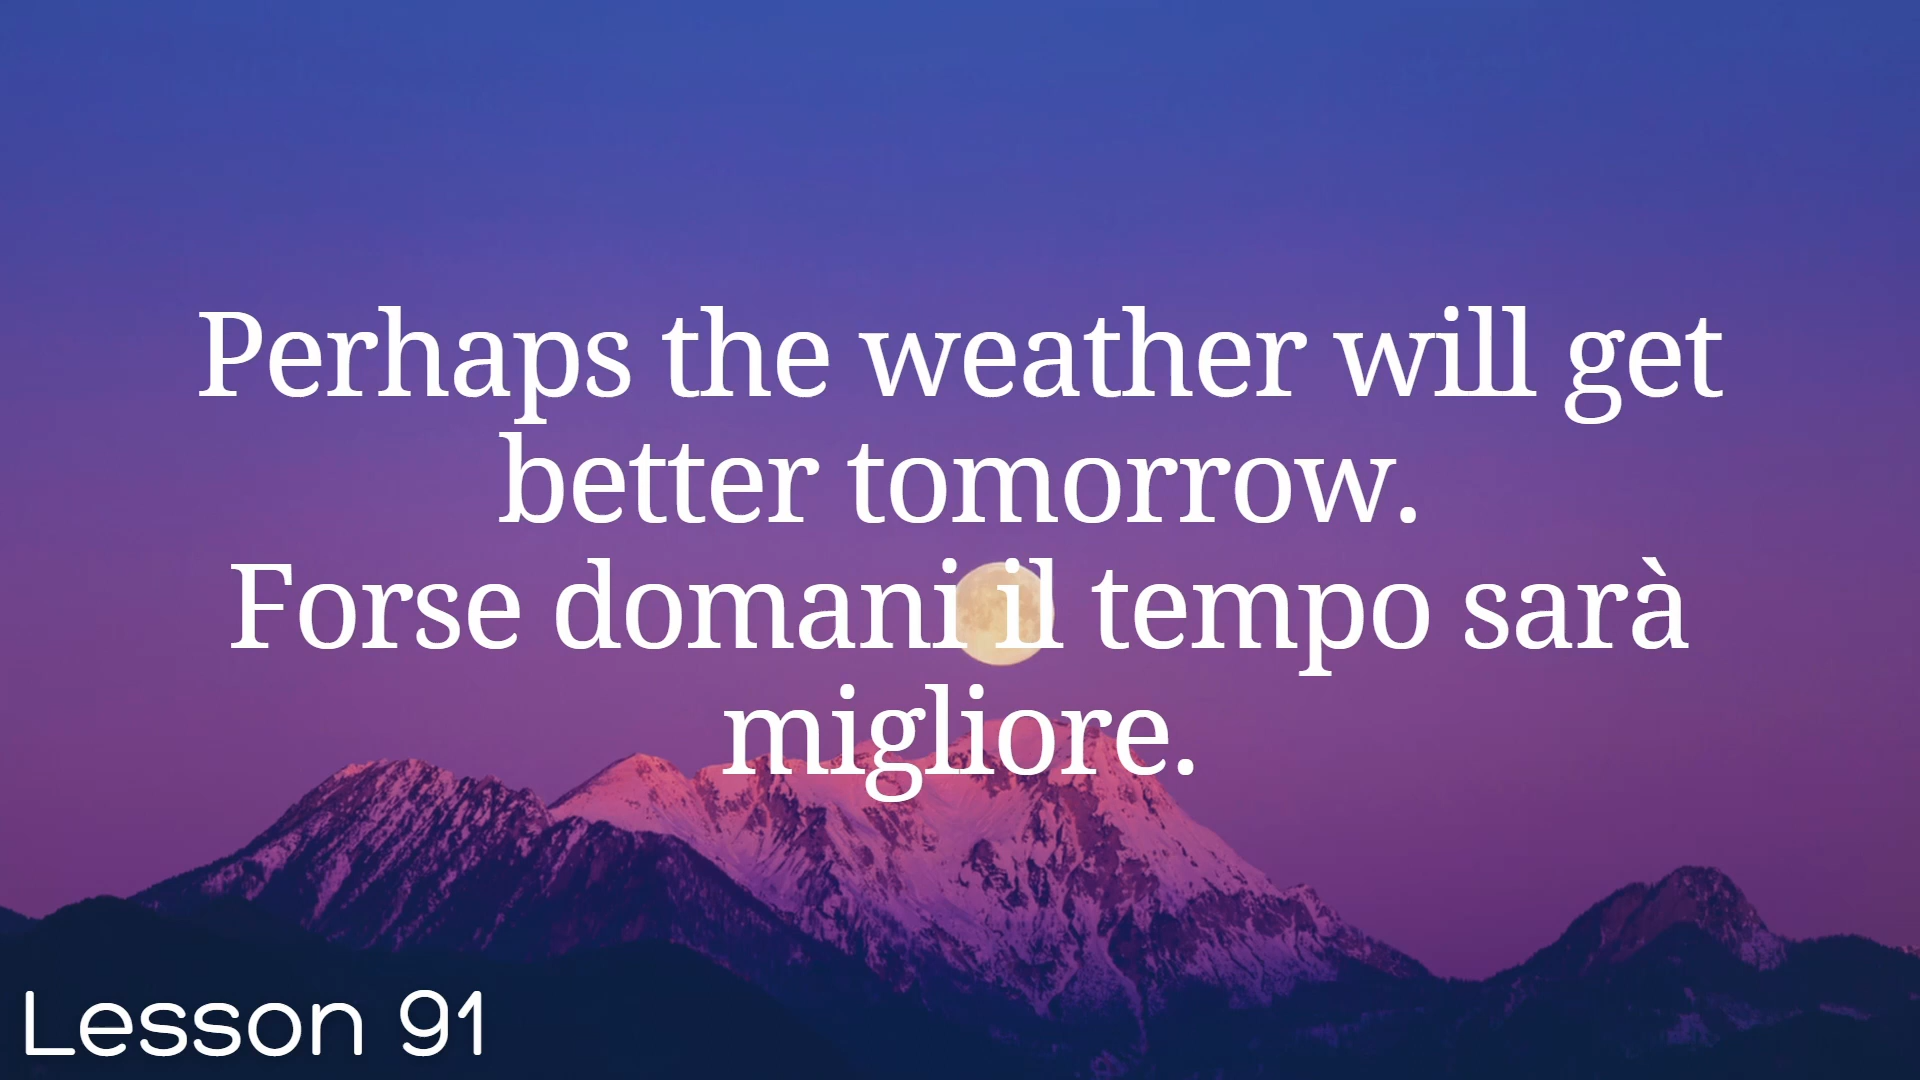 Perhaps the weather will get
better tomorrow.
Forse domani il tempo sarà
migliore.
Lesson 91